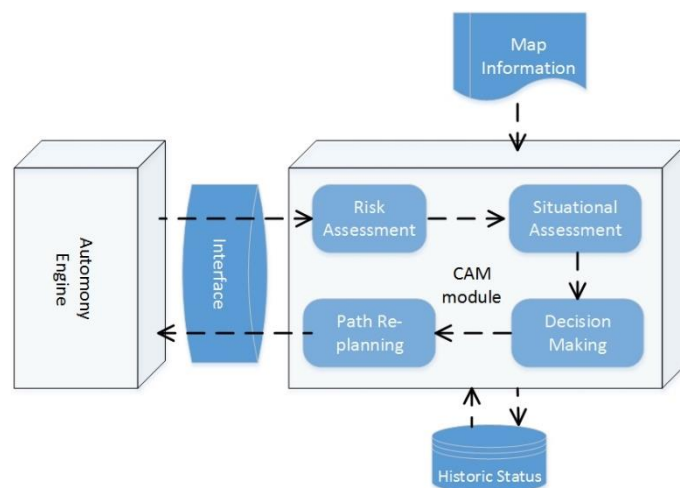 Map
Information
Automony
Engine
Interface
Risk
Assessment
Situational
Assessment
CAM
module
Path Re-
planning
Decision
Making
Historic Status